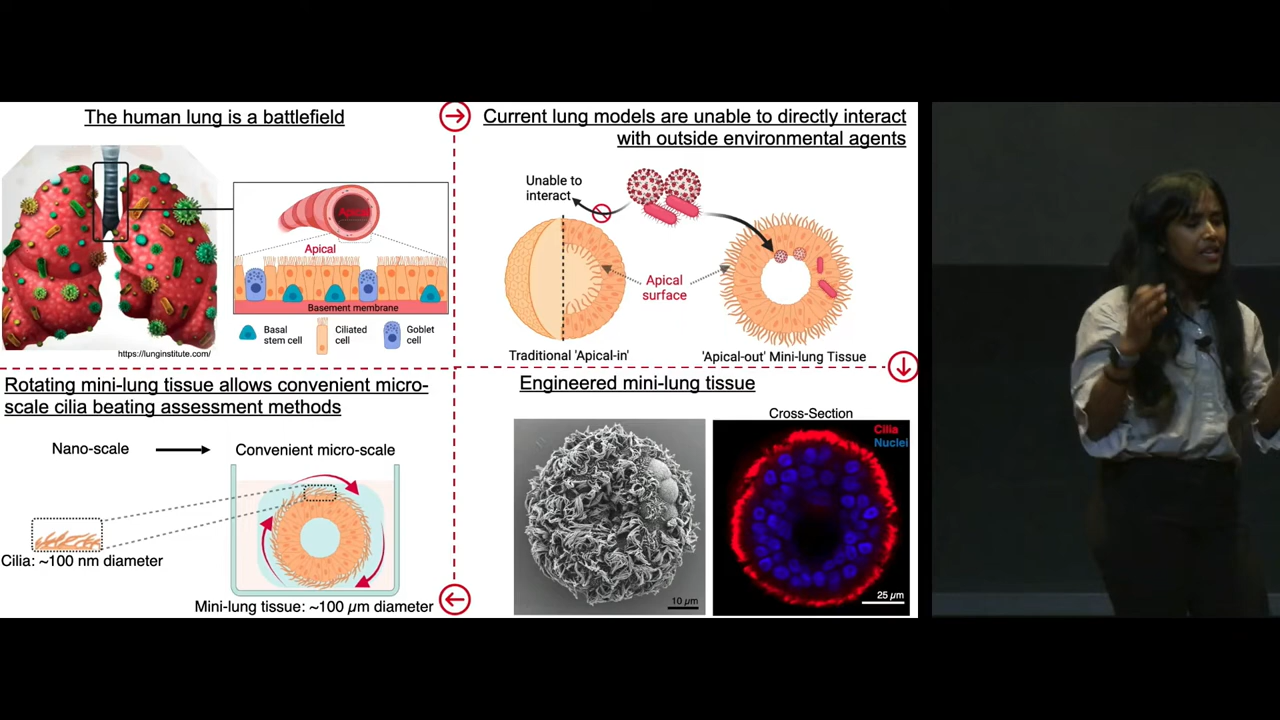 The human lung is a battlefield
Apical
Apical
Basement membrane
Basal
stem cell
Ciliated
cell
Goblet
cell
https://lunginstitute.com/
Current lung models are unable to directly interact
with outside environmental agents
Unable to
interact
Apical
surface
Traditional 'Apical-in'
'Apical-out' Mini-lung Tissue
Engineered mini-lung tissue
Cross-Section
Cilia
Nuclei
10 µm
25 µm
Rotating mini-lung tissue allows convenient micro-
scale cilia beating assessment methods
Nano-scale
Convenient micro-scale
Cilia: ~100 nm diameter
Mini-lung tissue: ~100 µm diameter